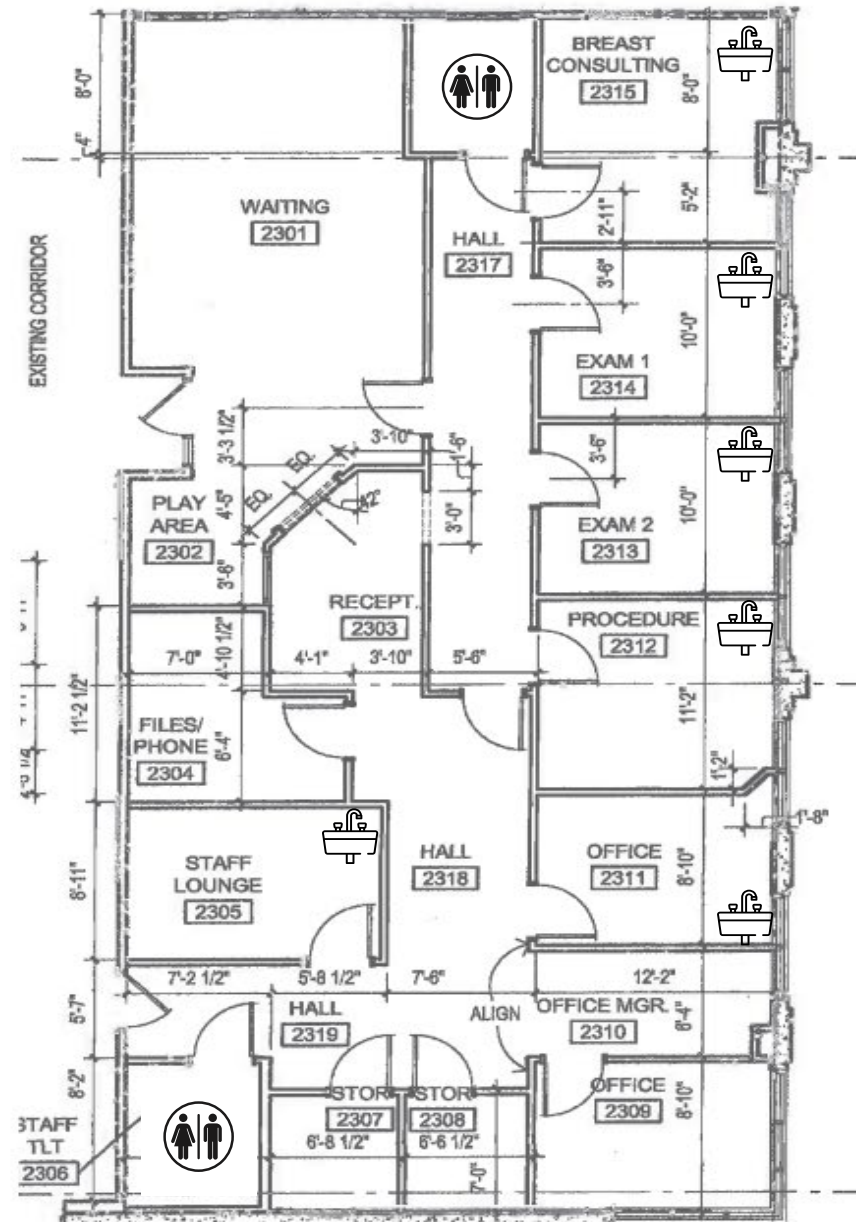 BREAST
CONSULTING
2315
8'-0"
8'-0"
4"
5'-2"
WAITING
2301
HALL
2317
2'-11"
3'-6"
EXISTING CORRIDOR
EXAM 1
2314
10'-0"
3'-3 1/2"
3'-10"
1'-6"
3'-6"
EQ.
EQ.
42"
4'-5"
3'-0"
PLAY
AREA
2302
3'-6"
EXAM 2
2313
10'-0"
RECEPT.
2303
PROCEDURE
2312
7'-0"
4'-10 1/2"
4'-1"
3'-10"
5'-6"
11'-2 1/2"
11'-2"
FILES/
PHONE
2304
6'-4"
1'-2"
1'-8"
STAFF
LOUNGE
2305
8'-11"
HALL
2318
OFFICE
2311
8'-10"
7'-2 1/2"
5'-8 1/2"
7'-6"
12'-2"
5'-7"
HALL
2319
ALIGN
OFFICE MGR.
2310
6'-4"
8'-2"
STOR
2307
STOR
2308
OFFICE
2309
8'-10"
STAFF
TLT
2306
6'-8 1/2"
6'-6 1/2"
7'-0"